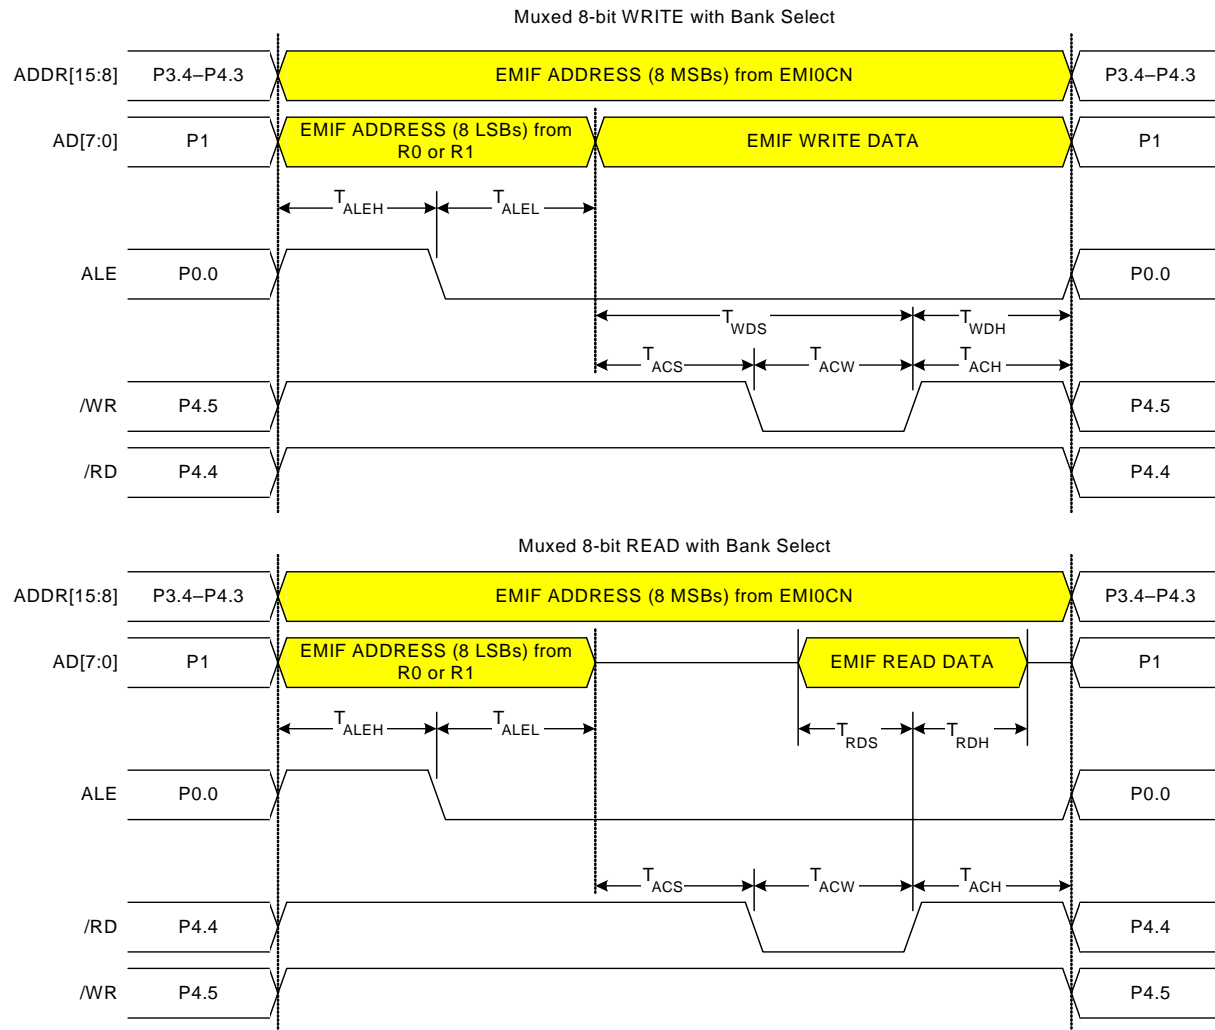 Muxed 8-bit WRITE with Bank Select
ADDR[15:8] P3.4–P4.3 EMIF ADDRESS (8 MSBs) from EMI0CN P3.4–P4.3
AD[7:0] P1 EMIF ADDRESS (8 LSBs) from R0 or R1 EMIF WRITE DATA P1
TALEH TALEL
ALE P0.0 P0.0
TWDS TWDH
TACS TACW TACH
/WR P4.5 P4.5
/RD P4.4 P4.4
Muxed 8-bit READ with Bank Select
ADDR[15:8] P3.4–P4.3 EMIF ADDRESS (8 MSBs) from EMI0CN P3.4–P4.3
AD[7:0] P1 EMIF ADDRESS (8 LSBs) from R0 or R1 EMIF READ DATA P1
TALEH TALEL TRDS TRDH
ALE P0.0 P0.0
TACS TACW TACH
/RD P4.4 P4.4
/WR P4.5 P4.5